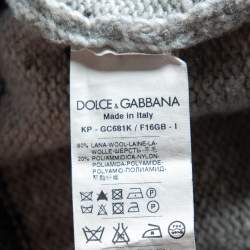 DOLCE & GABBANA
Made in Italy
KP - GC681K / F16GB - I
80% LANA-WOOL-LAINE-LA-
WOLLE-ШЕРСТЬ-
20% POLIAMMIDICA-NYLON-
POLIAMIDA-POLYAMIDE-
POLYAMID-ПОЛИАМИД-